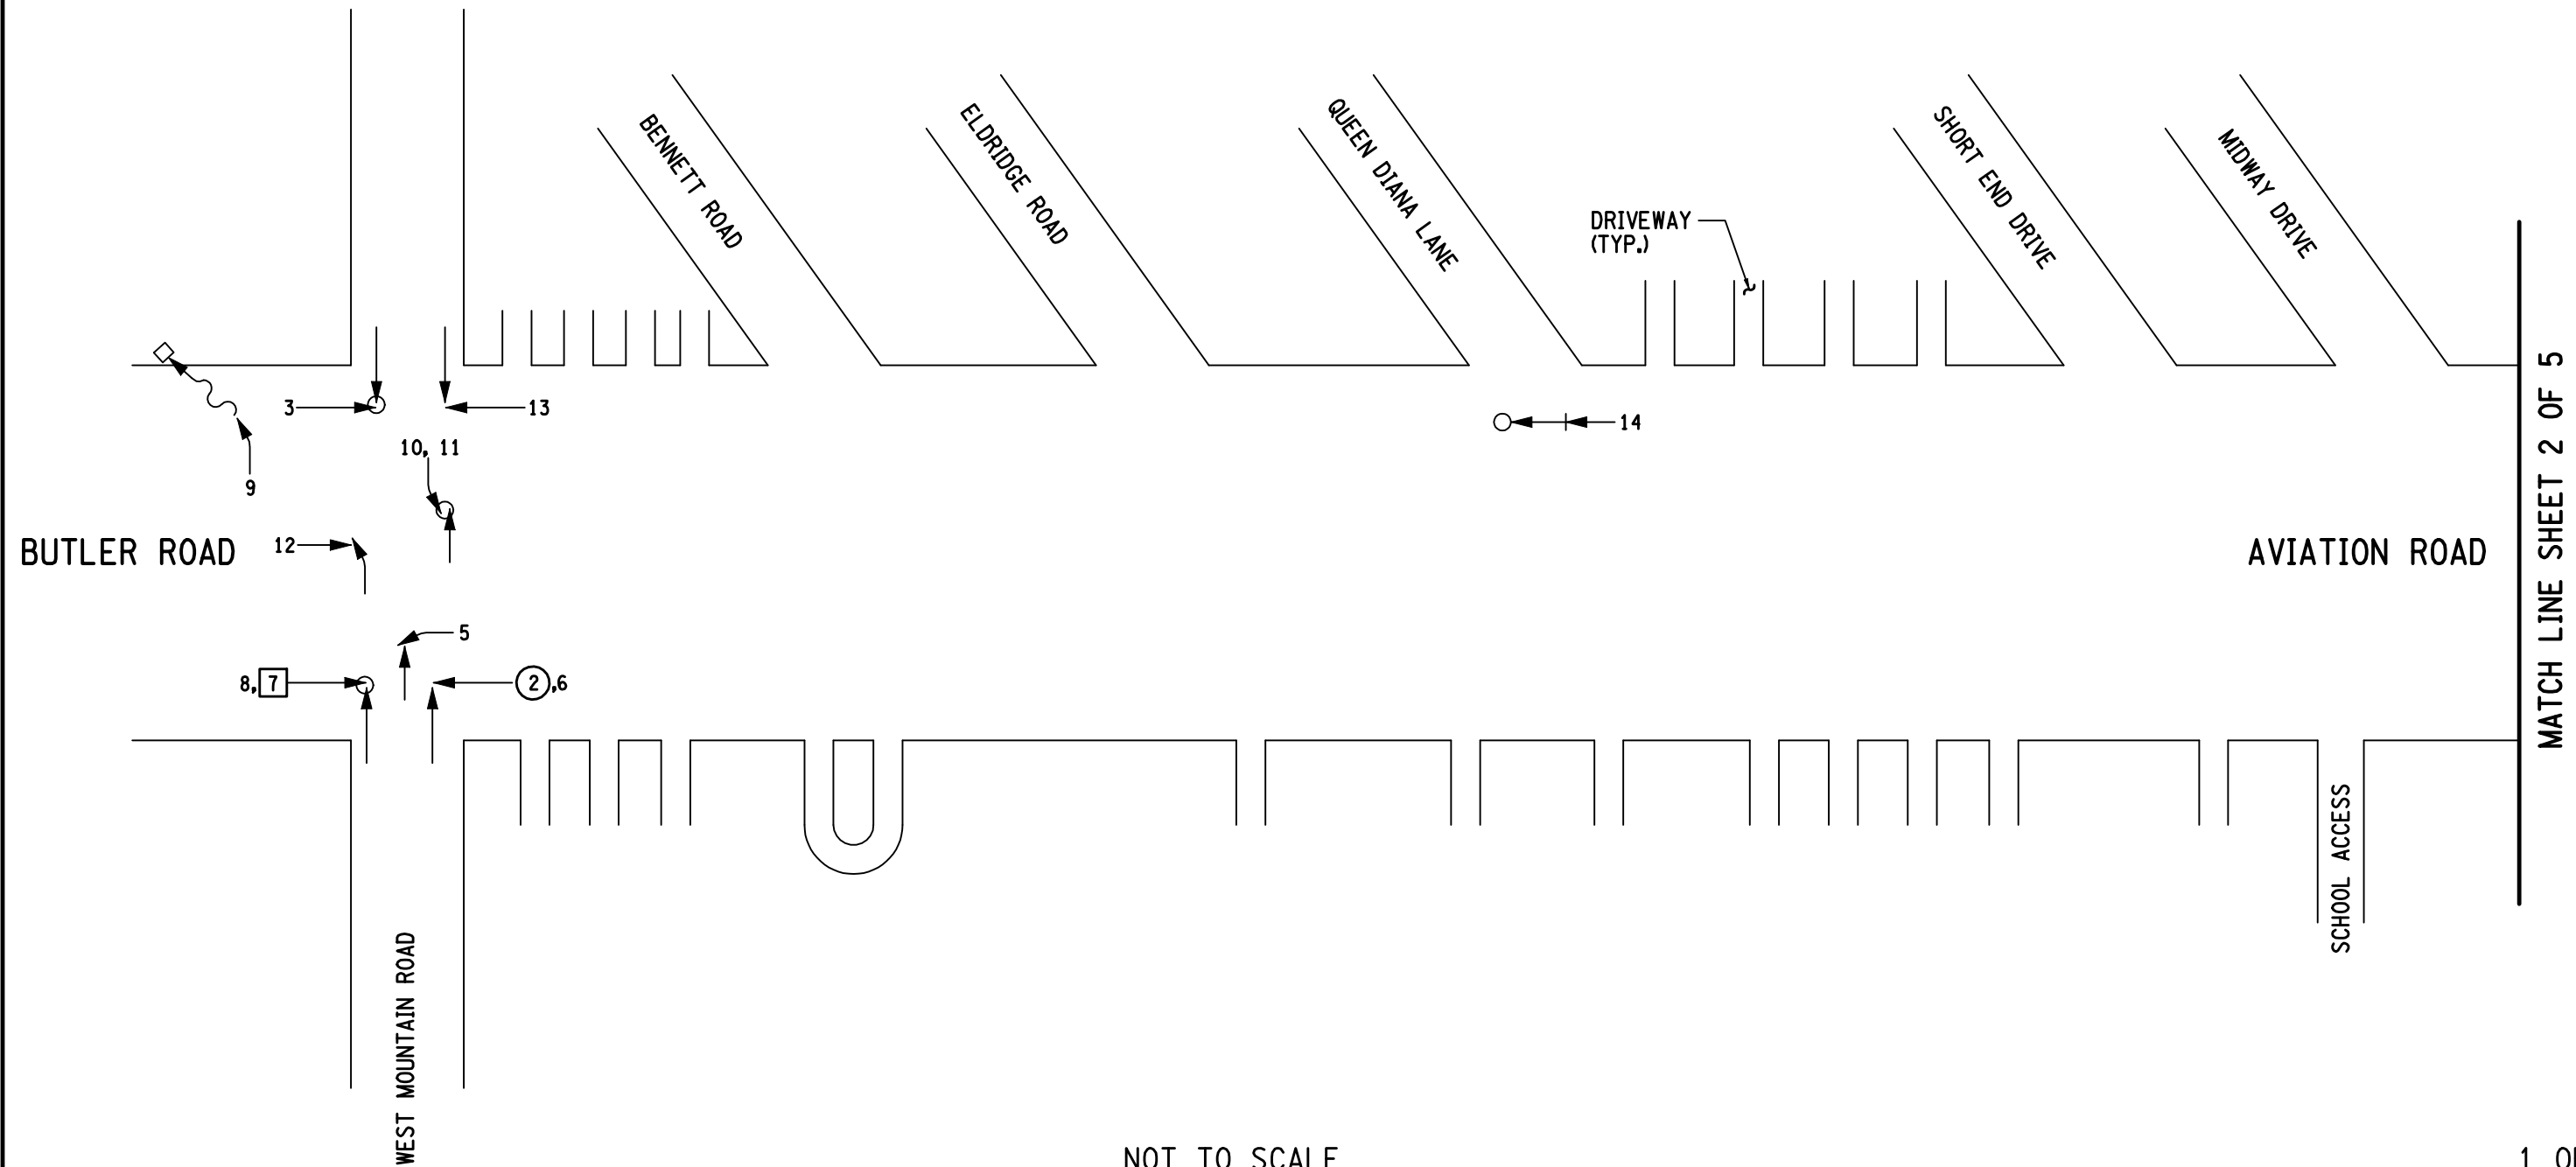 BENNETT ROAD
ELDRIDGE ROAD
QUEEN DIANA LANE
DRIVEWAY
(TYP.)
SHORT END DRIVE
MIDWAY DRIVE
3
13
14
10, 11
9
BUTLER ROAD
12
AVIATION ROAD
5
8, 7
2 ,6
MATCH LINE SHEET 2 OF 5
SCHOOL ACCESS
WEST MOUNTAIN ROAD
NOT TO SCALE
1